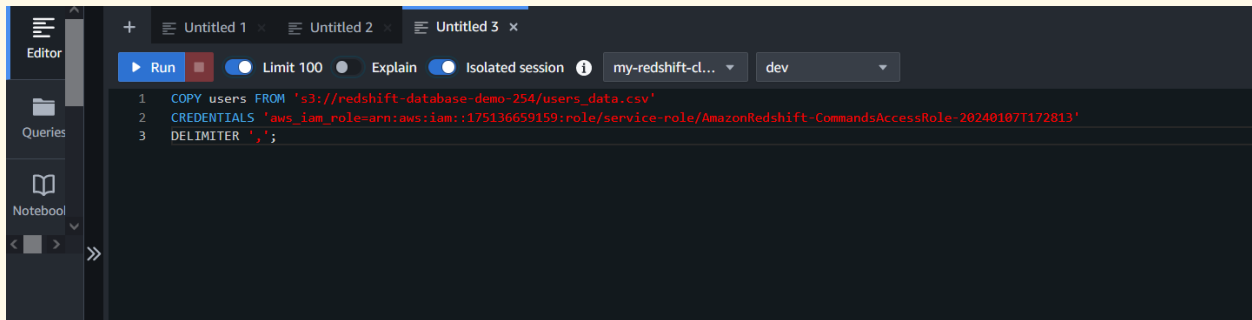 Editor
Queries
Notebool
+ Untitled 1 × Untitled 2 × Untitled 3 ×
Run Limit 100 Explain Isolated session i my-redshift-cl... dev
1 COPY users FROM 's3://redshift-database-demo-254/users_data.csv'
2 CREDENTIALS 'aws_iam_role=arn:aws:iam::175136659159:role/service-role/AmazonRedshift-CommandsAccessRole-20240107T172813'
3 DELIMITER ',';